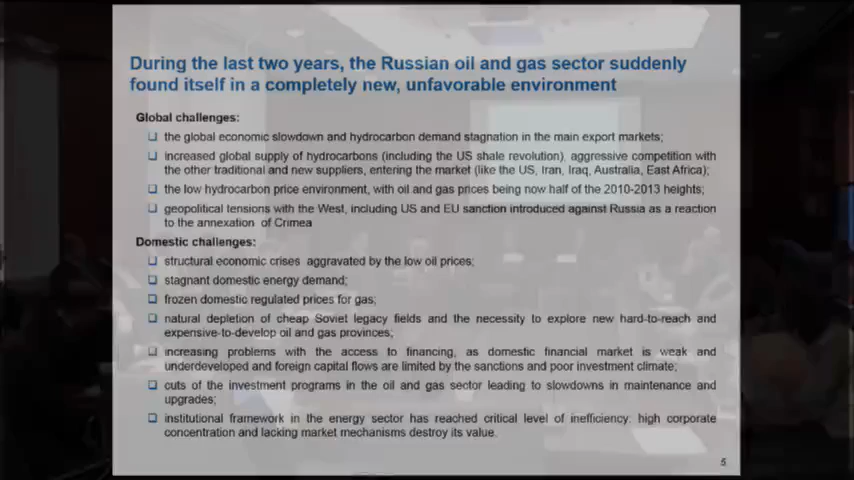 During the last two years, the Russian oil and gas sector suddenly
found itself in a completely new, unfavorable environment
Global challenges:
❑ the global economic slowdown and hydrocarbon demand stagnation in the main export markets;
❑ increased global supply of hydrocarbons (including the US shale revolution), aggressive competition with
the other traditional and new suppliers, entering the market (like the US, Iran, Iraq, Australia, East Africa);
❑ the low hydrocarbon price environment, with oil and gas prices being now half of the 2010-2013 heights;
❑ geopolitical tensions with the West, including US and EU sanction introduced against Russia as a reaction
to the annexation of Crimea
Domestic challenges:
❑ structural economic crises aggravated by the low oil prices;
❑ stagnant domestic energy demand;
❑ frozen domestic regulated prices for gas;
❑ natural depletion of cheap Soviet legacy fields and the necessity to explore new hard-to-reach and
expensive-to-develop oil and gas provinces;
❑ increasing problems with the access to financing, as domestic financial market is weak and
underdeveloped and foreign capital flows are limited by the sanctions and poor investment climate;
❑ cuts of the investment programs in the oil and gas sector leading to slowdowns in maintenance and
upgrades;
❑ institutional framework in the energy sector has reached critical level of inefficiency: high corporate
concentration and lacking market mechanisms destroy its value.
5